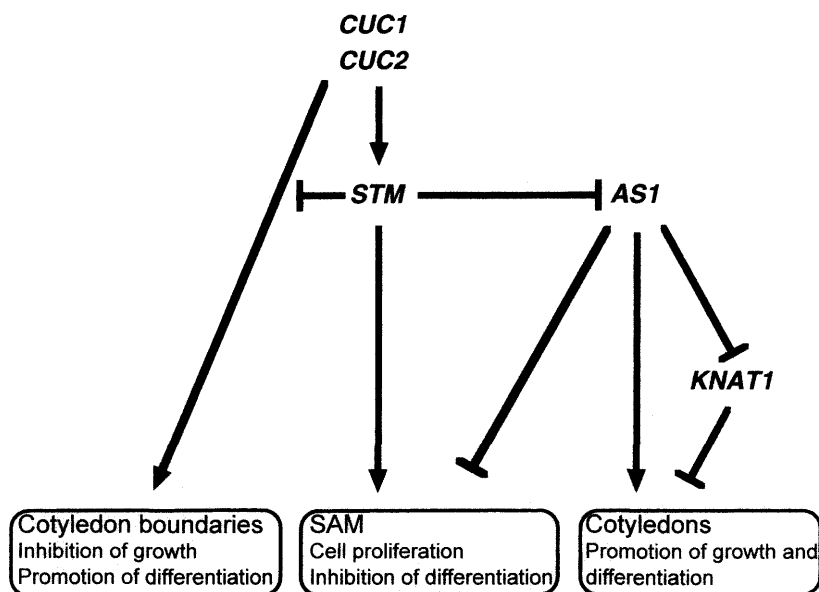 CUC1
CUC2
STM
AS1
KNAT1
Cotyledon boundaries
Inhibition of growth
Promotion of differentiation
SAM
Cell proliferation
Inhibition of differentiation
Cotyledons
Promotion of growth and
differentiation